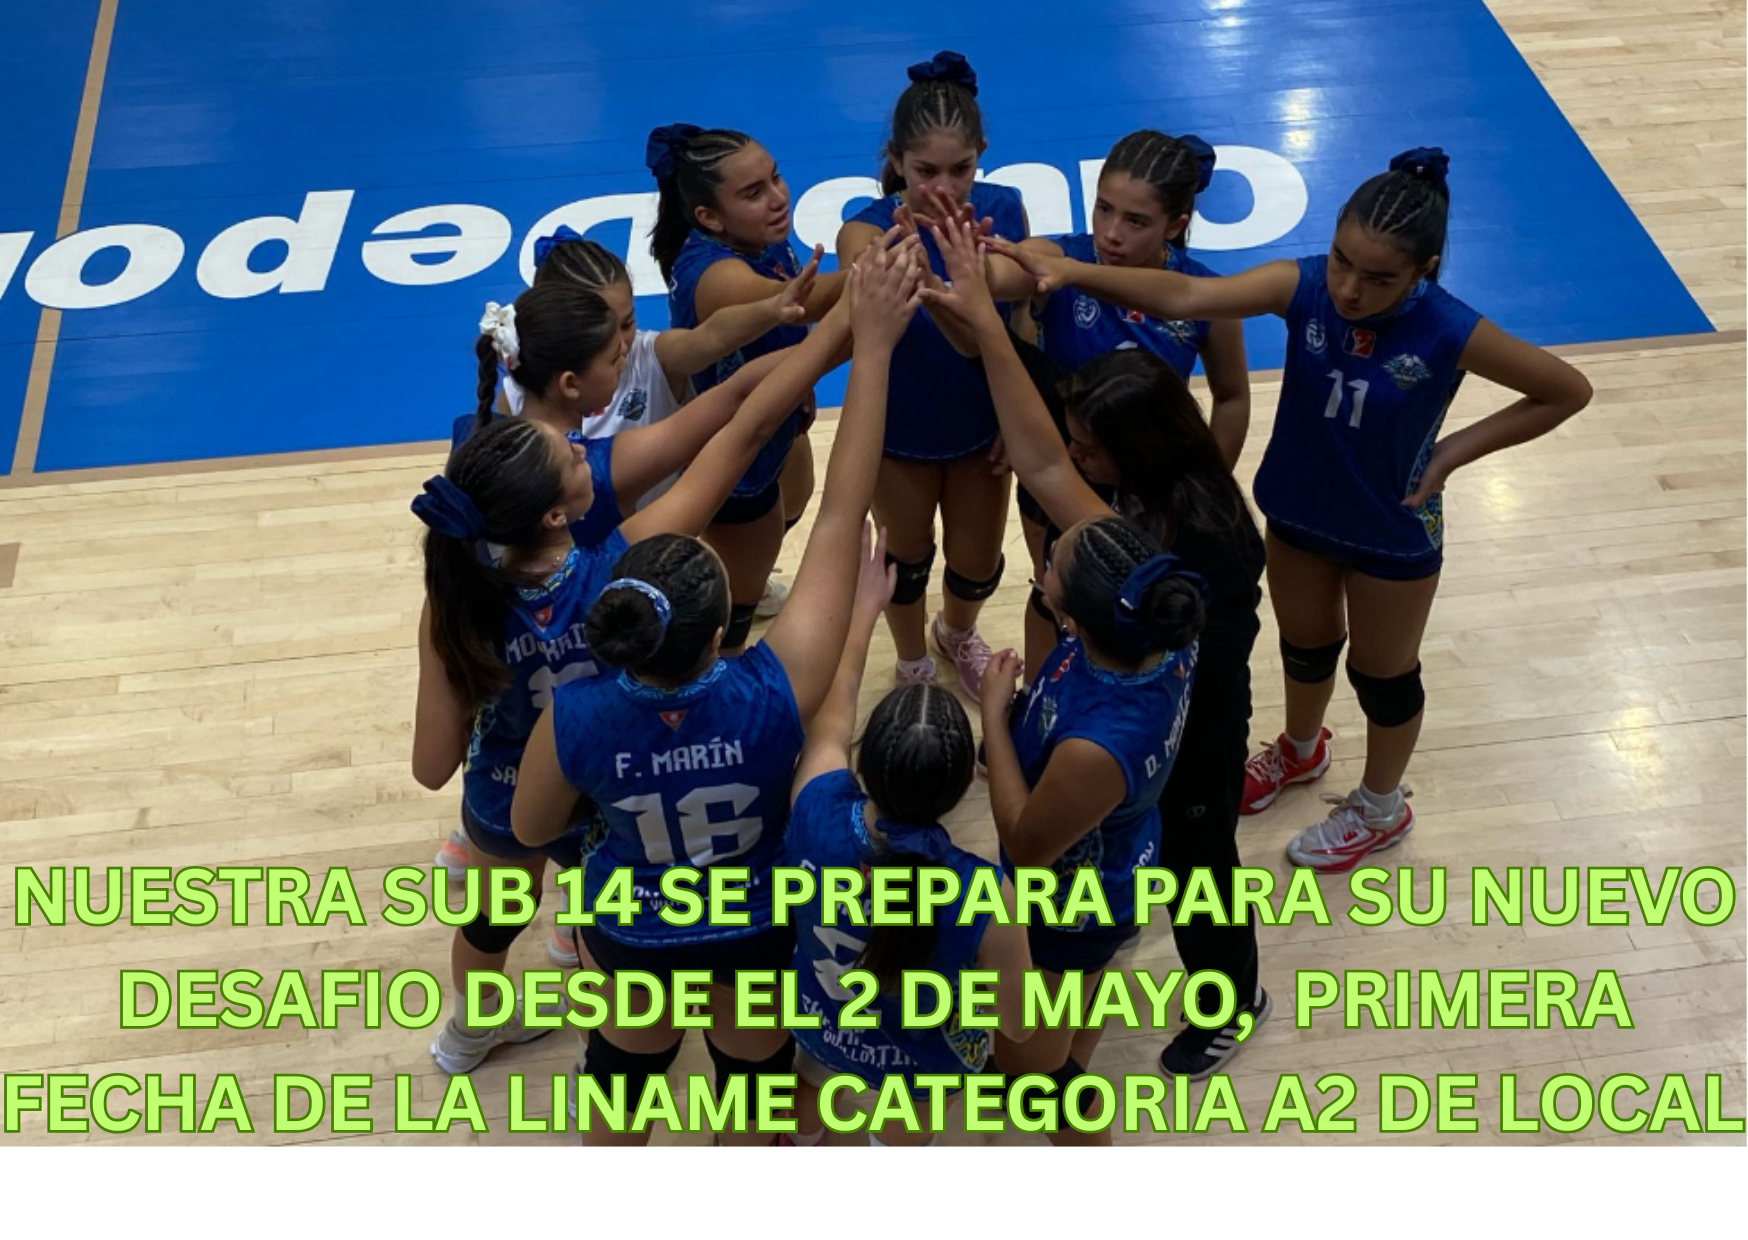 11
F. MARÍN
16
NUESTRA SUB 14 SE PREPARA PARA SU NUEVO
DESAFIO DESDE EL 2 DE MAYO, PRIMERA
FECHA DE LA LINAME CATEGORIA A2 DE LOCAL